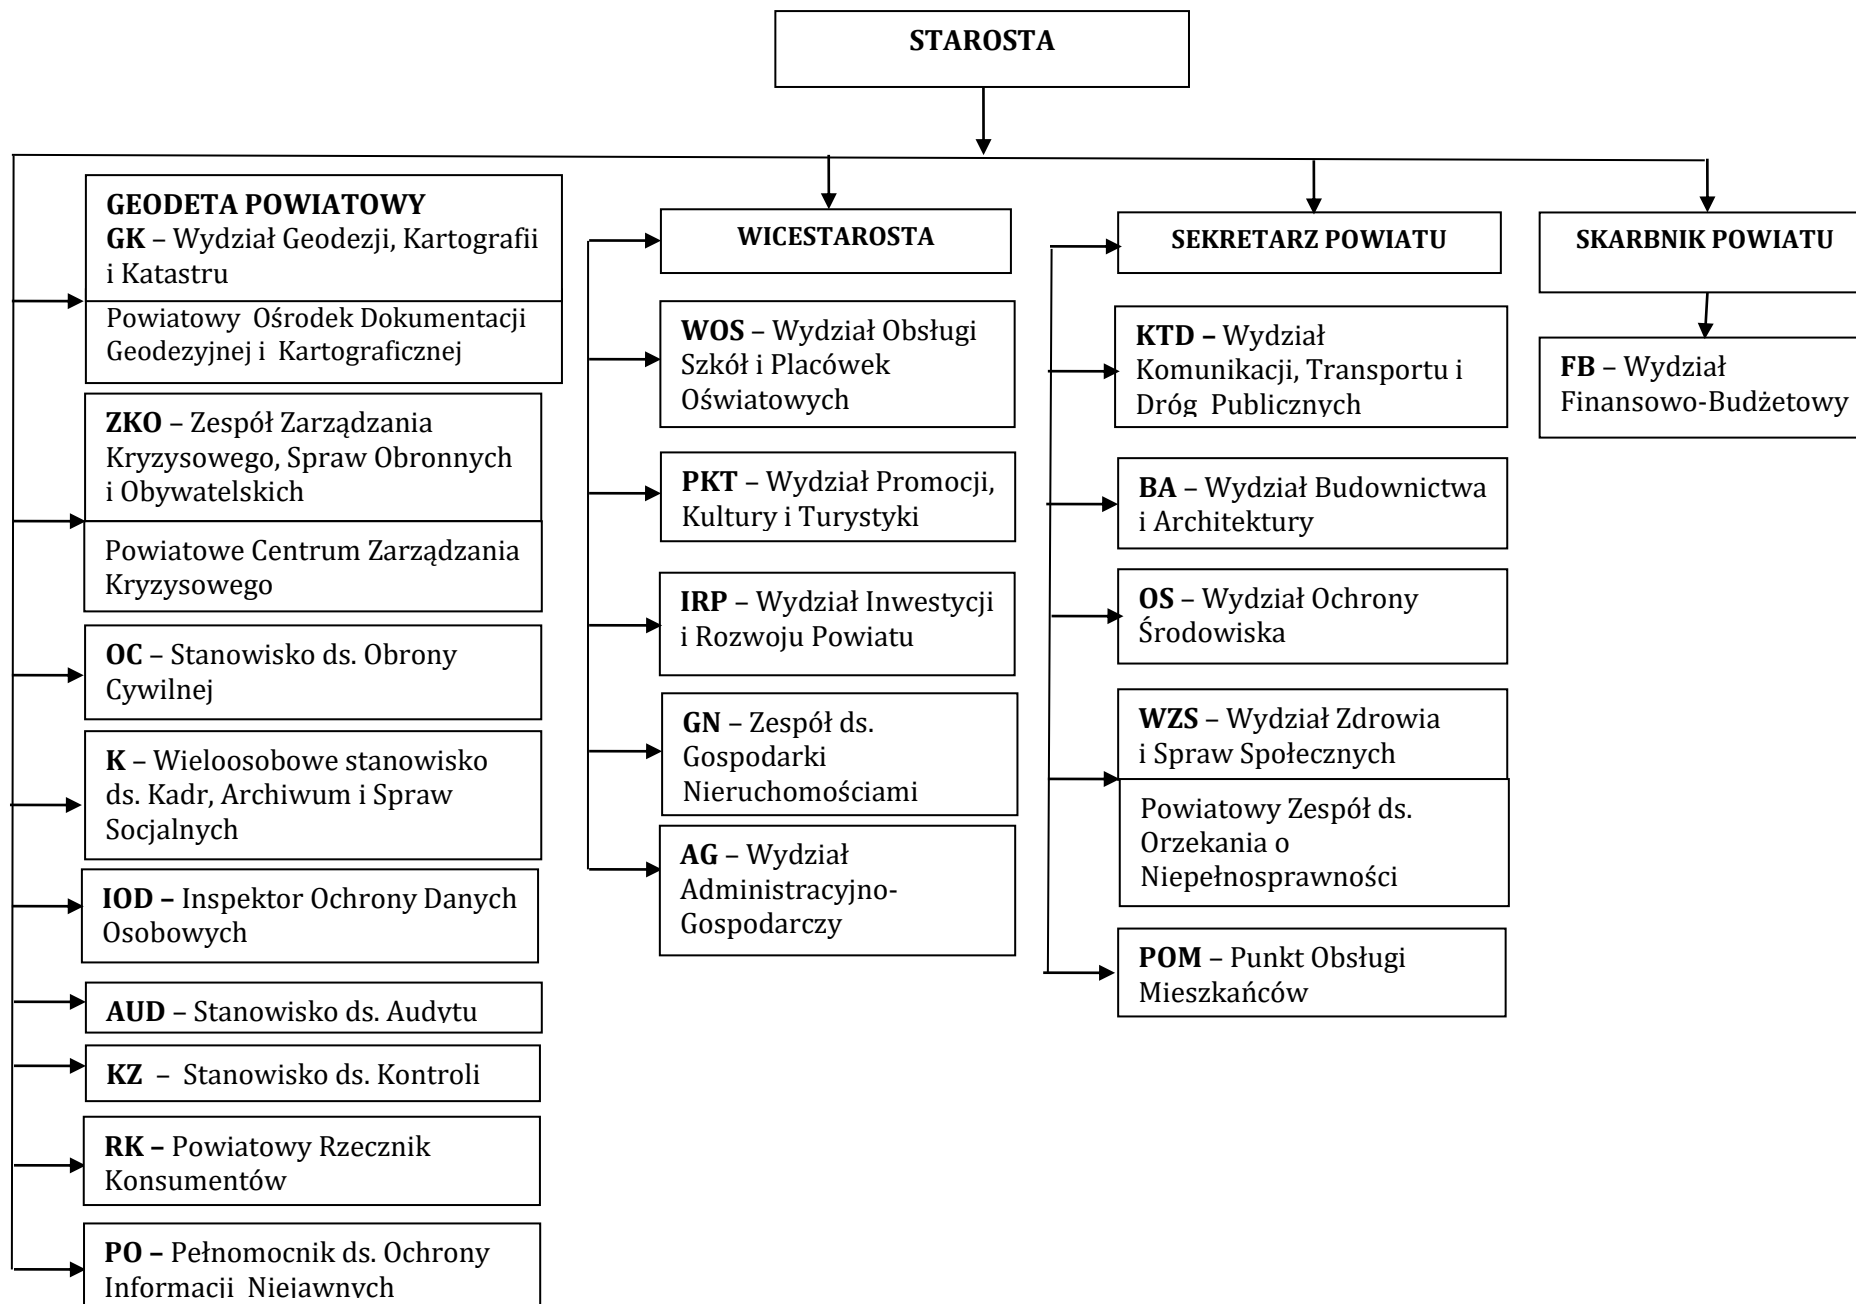 STAROSTA
GEODETA POWIATOWY
GK – Wydział Geodezji, Kartografii
i Katastru
Powiatowy Ośrodek Dokumentacji
Geodezyjnej i Kartograficznej
ZKO – Zespół Zarządzania
Kryzysowego, Spraw Obronnych
i Obywatelskich
Powiatowe Centrum Zarządzania
Kryzysowego
OC – Stanowisko ds. Obrony
Cywilnej
K – Wieloosobowe stanowisko
ds. Kadr, Archiwum i Spraw
Socjalnych
IOD – Inspektor Ochrony Danych
Osobowych
AUD – Stanowisko ds. Audytu
KZ – Stanowisko ds. Kontroli
RK – Powiatowy Rzecznik
Konsumentów
PO – Pełnomocnik ds. Ochrony
Informacji Niejawnych
WICESTAROSTA
WOS – Wydział Obsługi
Szkół i Placówek
Oświatowych
PKT – Wydział Promocji,
Kultury i Turystyki
IRP – Wydział Inwestycji
i Rozwoju Powiatu
GN – Zespół ds.
Gospodarki
Nieruchomościami
AG – Wydział
Administracyjno-
Gospodarczy
SEKRETARZ POWIATU
KTD – Wydział
Komunikacji, Transportu i
Dróg Publicznych
BA – Wydział Budownictwa
i Architektury
OS – Wydział Ochrony
Środowiska
WZS – Wydział Zdrowia
i Spraw Społecznych
Powiatowy Zespół ds.
Orzekania o
Niepełnosprawności
POM – Punkt Obsługi
Mieszkańców
SKARBNIK POWIATU
FB – Wydział
Finansowo-Budżetowy